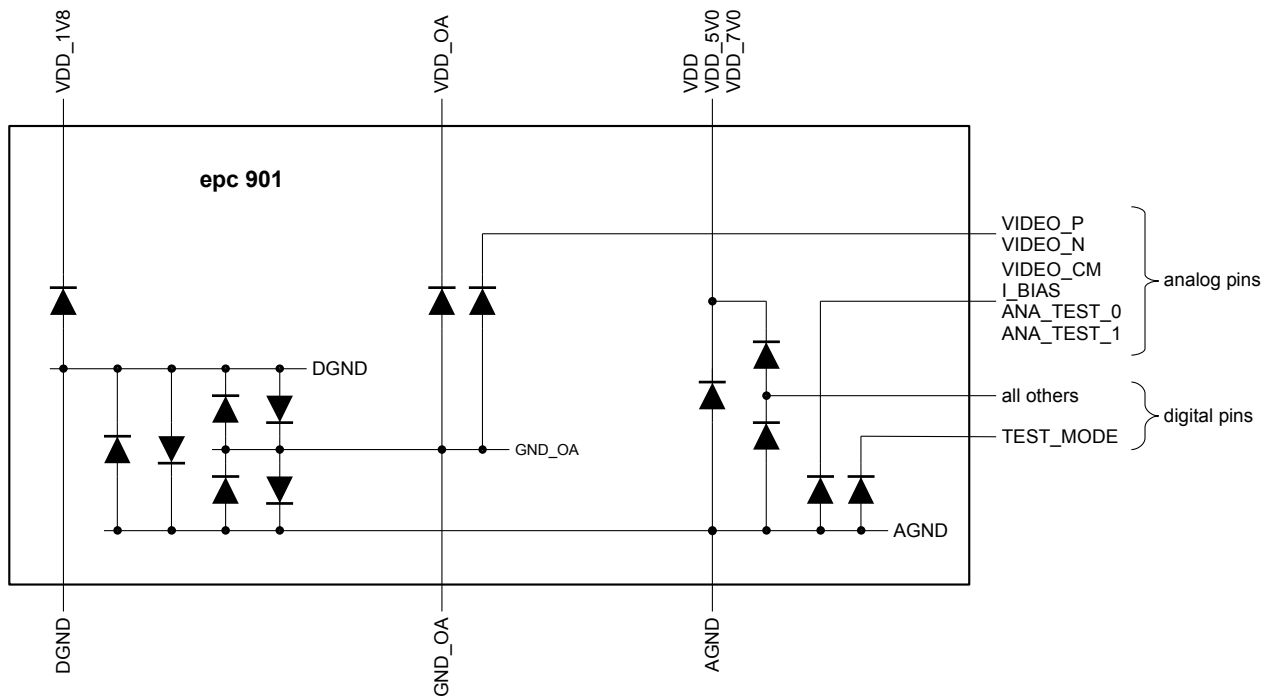 VDD_1V8
VDD_OA
VDD
VDD_5V0
VDD_7V0
epc 901
VIDEO_P
VIDEO_N
VIDEO_CM
I_BIAS
ANA_TEST_0
ANA_TEST_1
analog pins
DGND
all others
digital pins
TEST_MODE
GND_OA
AGND
DGND
GND_OA
AGND